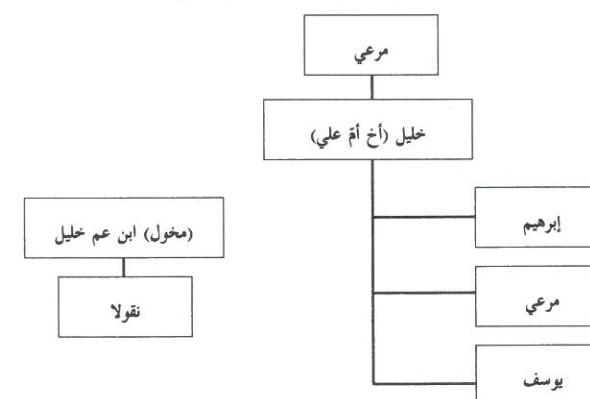 مرعي
خليل (أخ أمّ علي)
إبرهيم
(مخول) ابن عم خليل
مرعي
نقولا
يوسف